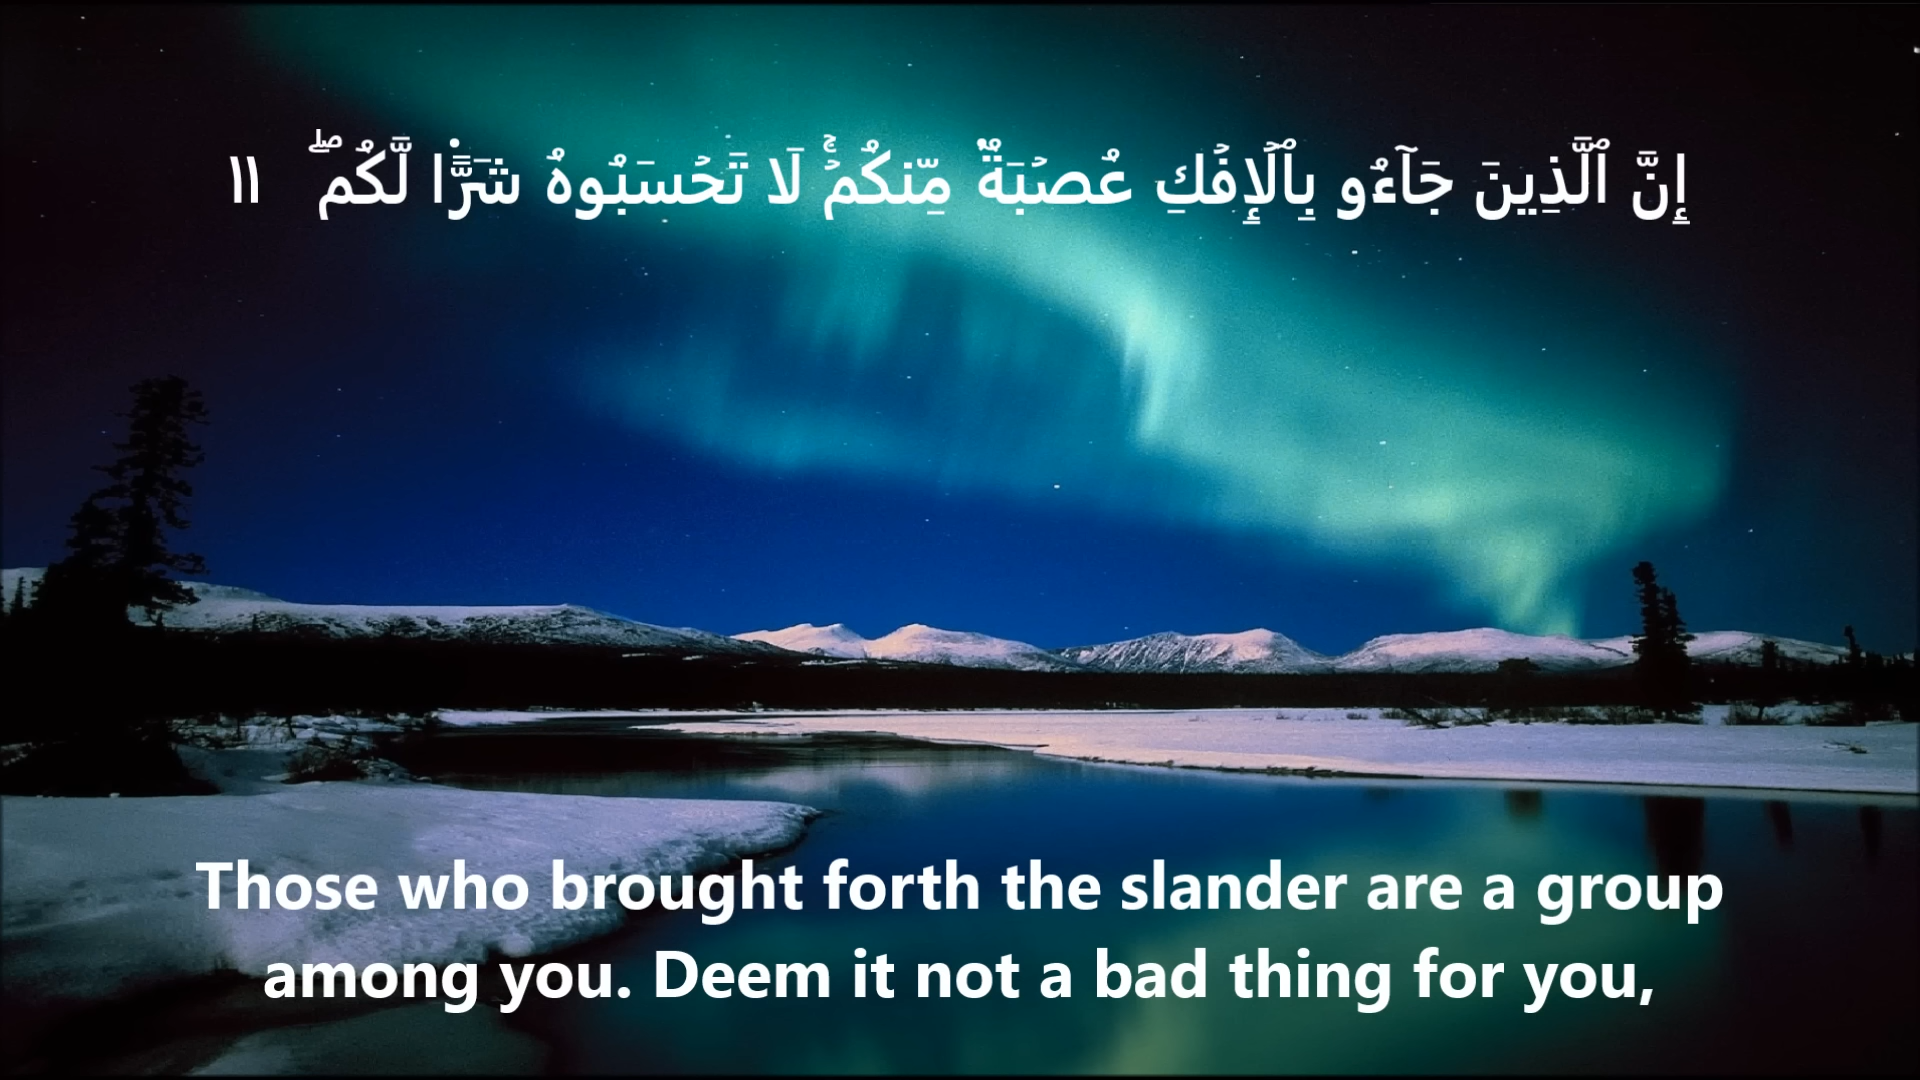 إِنَّ ٱلَّذِينَ جَآءُو بِٱلْإِفْكِ عُصْبَةٌ مِّنكُمْ ۚ لَا تَحْسَبُوهُ شَرًّا لَّكُم ۖ ١١
Those who brought forth the slander are a group
among you. Deem it not a bad thing for you,